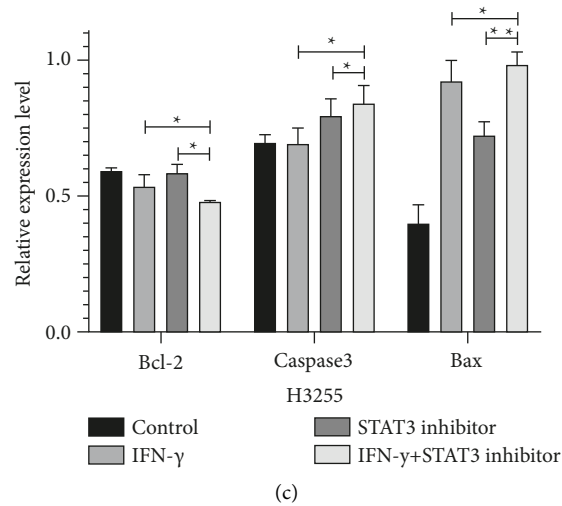 Relative expression level
1.0
0.5
0.0
*
*
*
*
*
* *
Bcl-2
Caspase3
Bax
H3255
Control
STAT3 inhibitor
IFN-γ
IFN-y+STAT3 inhibitor
(c)